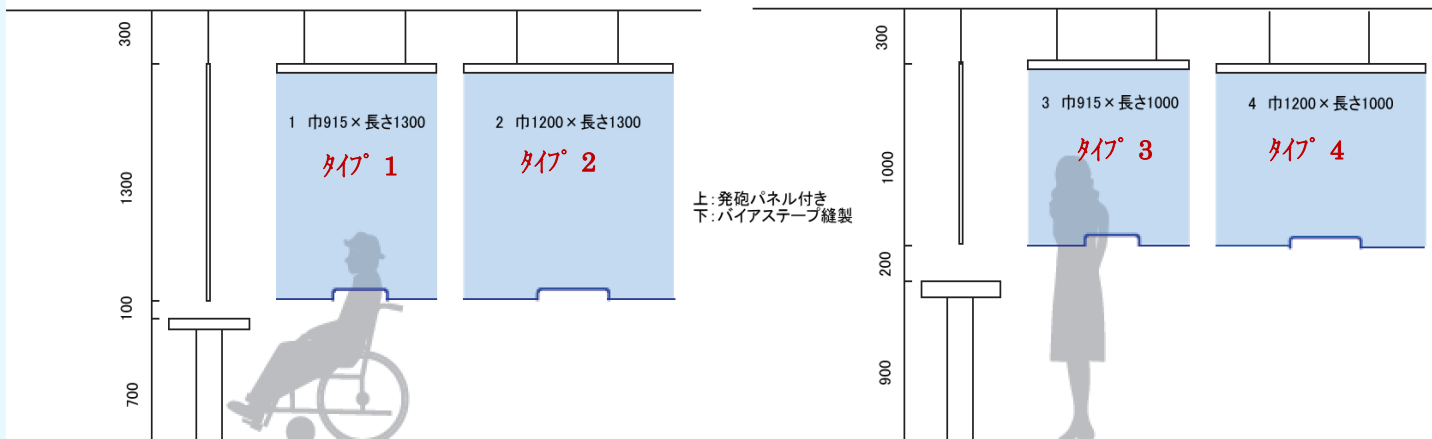 300
1300
100
700
1 巾915×長さ1300
タイプ 1
2 巾1200×長さ1300
タイプ 2
上:発砲パネル付き
下:バイアステープ縫製
300
1000
200
900
3 巾915×長さ1000
タイプ 3
4 巾1200×長さ1000
タイプ 4